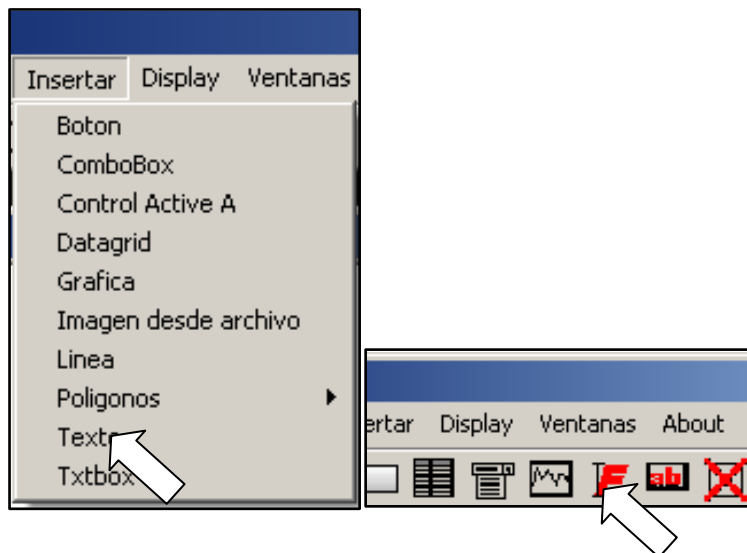 Insertar Display Ventanas
Boton
ComboBox
Control Active A
Datagrid
Grafica
Imagen desde archivo
Linea
Poligonos
Texto
Txtbox
ertar Display Ventanas About
ab